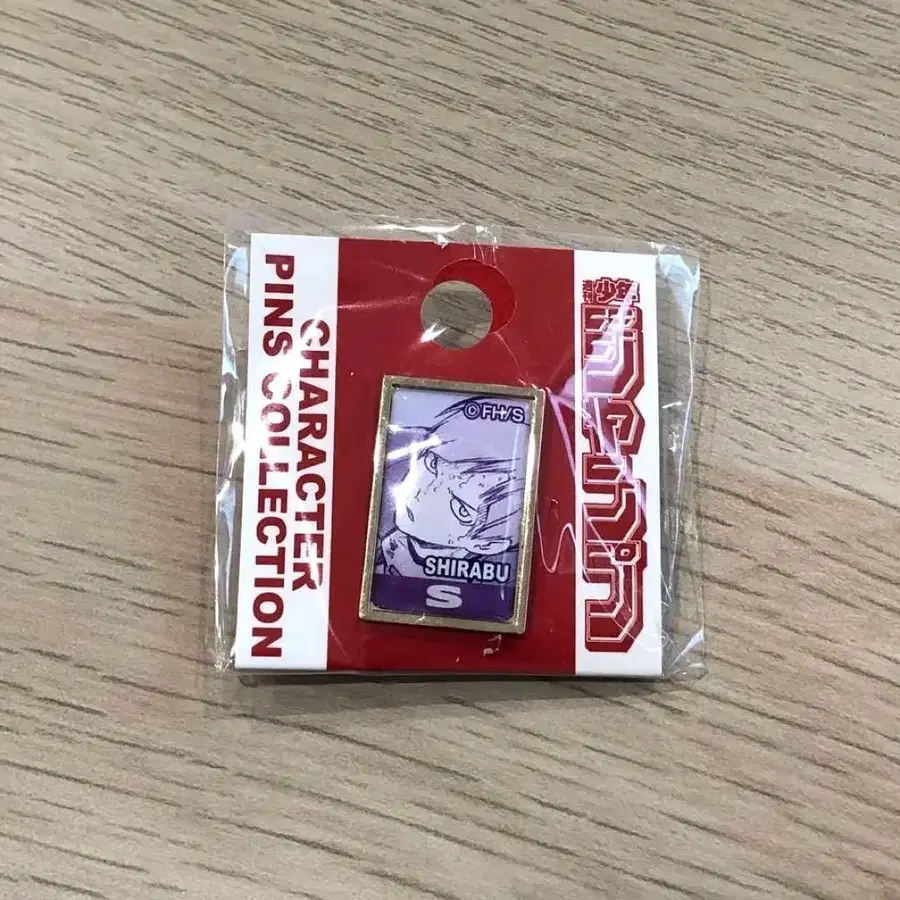 CHARACTER
PINS COLLECTION
©FH/S
SHIRABU
S
週刊
少年
ジャンプ